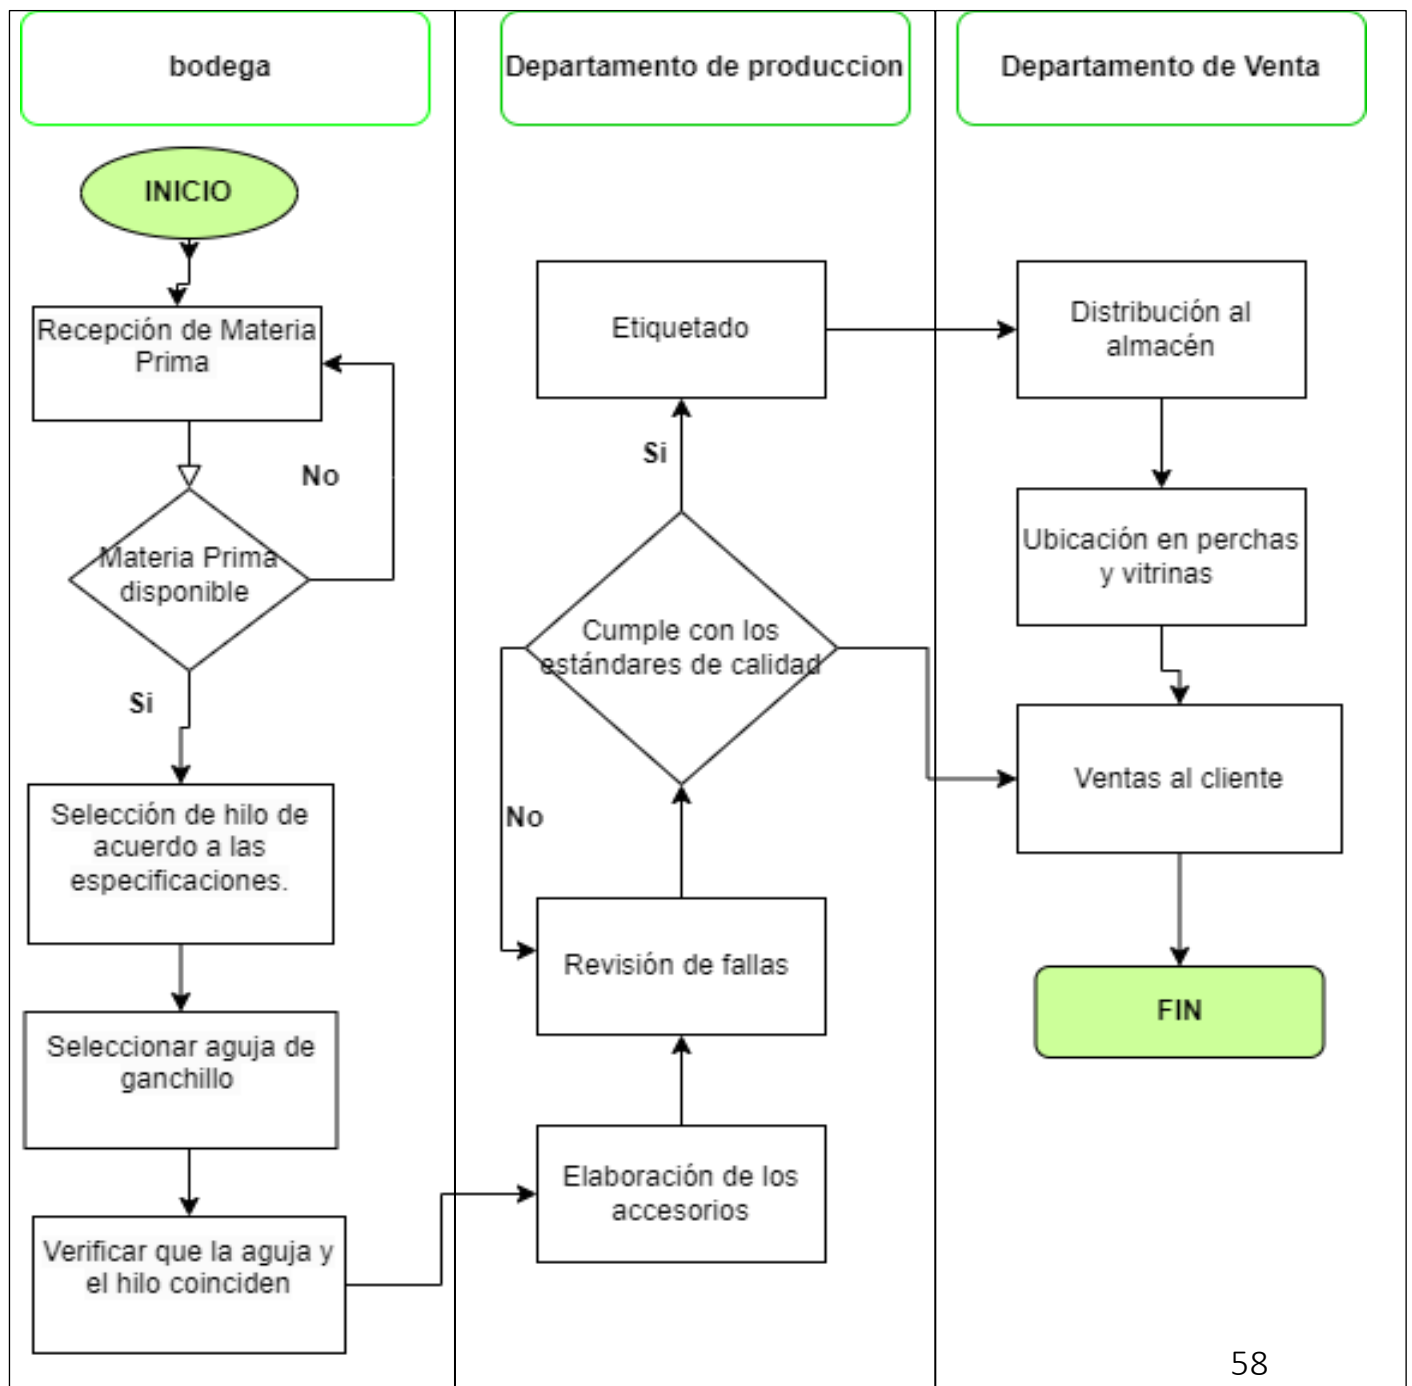 bodega
Departamento de produccion
Departamento de Venta
INICIO
Recepción de Materia
Prima
No
Materia Prima
disponible
Si
Selección de hilo de
acuerdo a las
especificaciones.
Seleccionar aguja de
ganchillo
Verificar que la aguja y
el hilo coinciden
Etiquetado
Si
Cumple con los
estándares de calidad
No
Revisión de fallas
Elaboración de los
accesorios
Distribución al
almacén
Ubicación en perchas
y vitrinas
Ventas al cliente
FIN
58